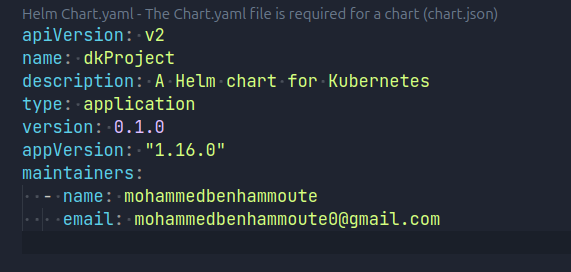 Helm Chart.yaml - The Chart.yaml file is required for a chart (chart.json)
apiVersion: v2
name: dkProject
description: A Helm chart for Kubernetes
type: application
version: 0.1.0
appVersion: "1.16.0"
maintainers:
  - name: mohammedbenhammoute
    email: mohammedbenhammoute0@gmail.com